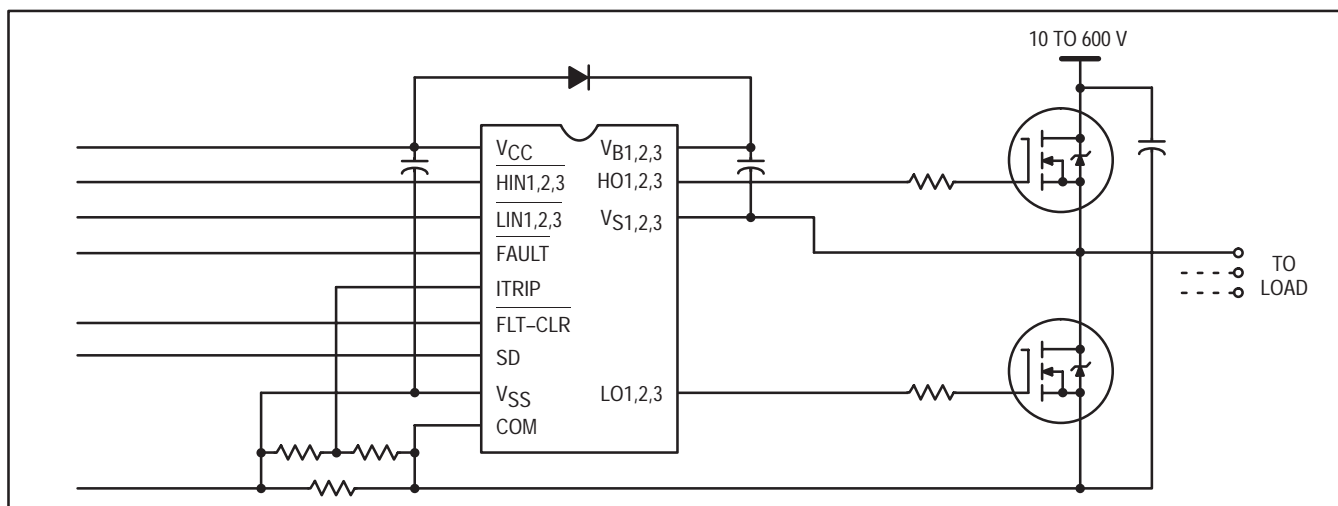 10 TO 600 V
VCC
VB1,2,3
HIN1,2,3
HO1,2,3
LIN1,2,3
VS1,2,3
FAULT
TO
LOAD
ITRIP
FLT–CLR
SD
VSS
LO1,2,3
COM